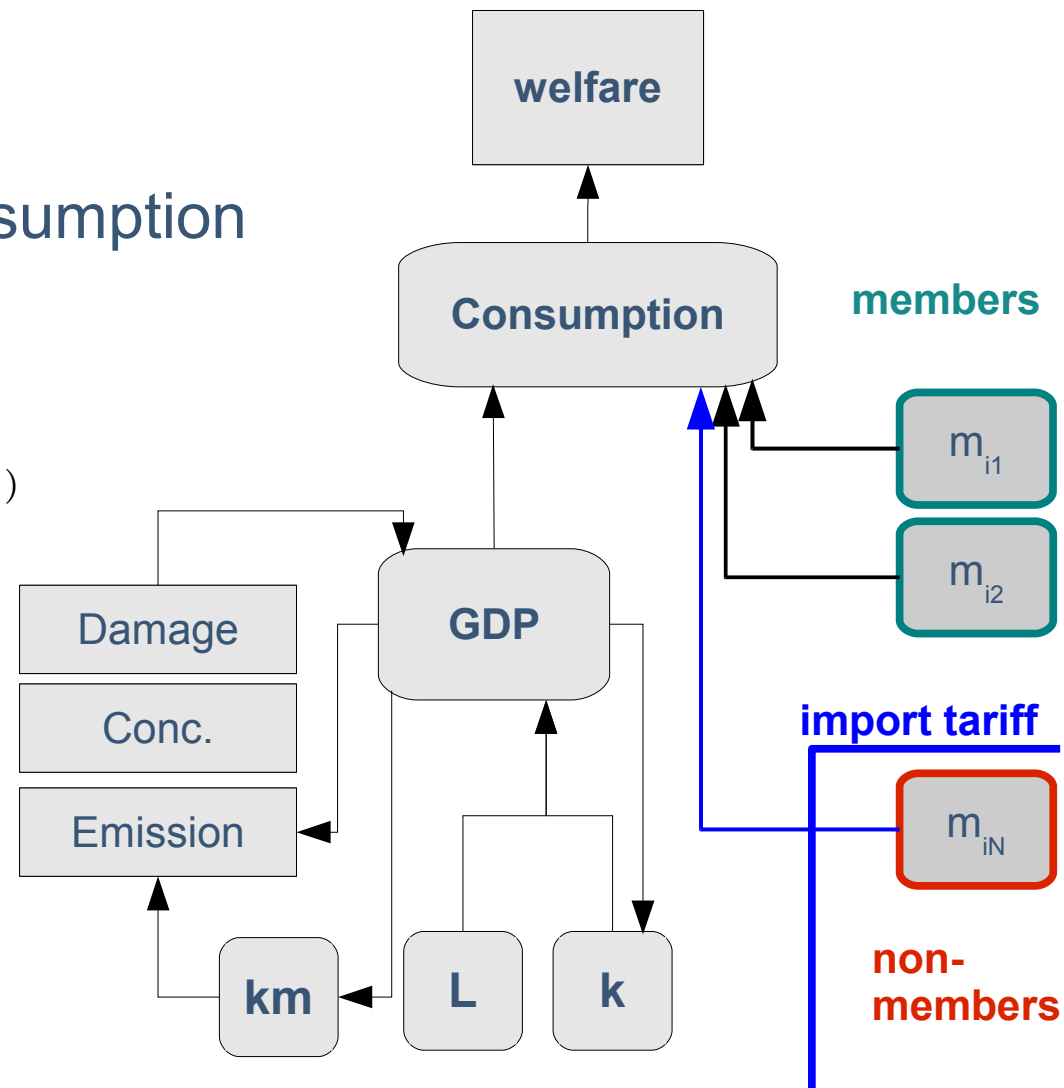 welfare
sumption
Consumption
members
m_i1
)
m_i2
Damage
GDP
Conc.
import tariff
Emission
m_iN
km
L
k
non-
members